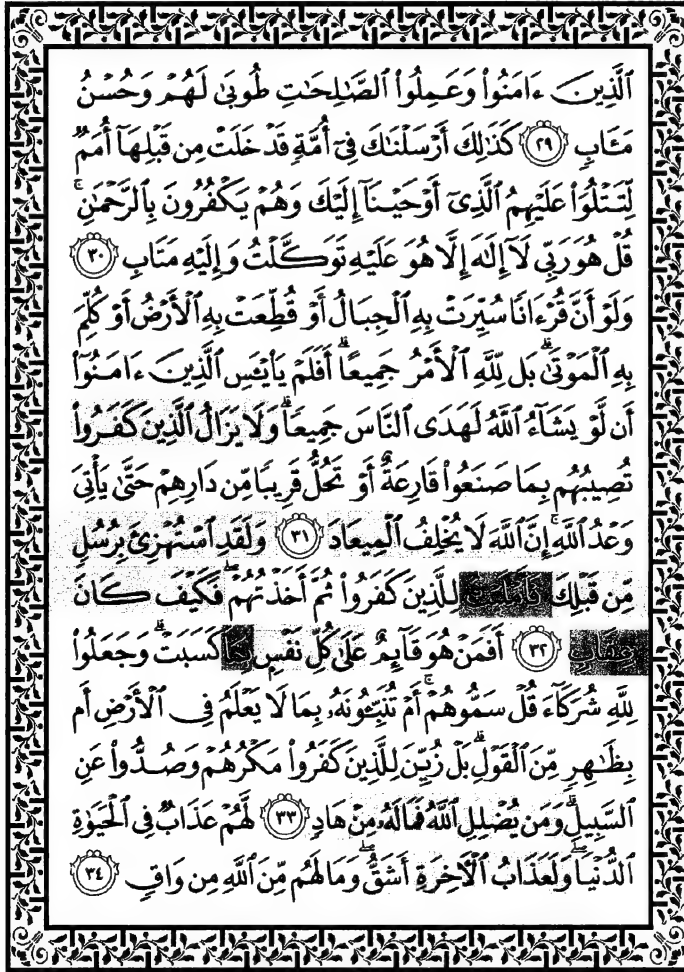 ٱلَّذِينَ ءَامَنُوا۟ وَعَمِلُوا۟ ٱلصَّٰلِحَٰتِ طُوبَىٰ لَهُمْ وَحُسْنُ
مَـَٔابٍ ٢٩ كَذَٰلِكَ أَرْسَلْنَٰكَ فِىٓ أُمَّةٍ قَدْ خَلَتْ مِن قَبْلِهَآ أُمَمٌ
لِّتَتْلُوَا۟ عَلَيْهِمُ ٱلَّذِىٓ أَوْحَيْنَآ إِلَيْكَ وَهُمْ يَكْفُرُونَ بِٱلرَّحْمَٰنِ ۚ
قُلْ هُوَ رَبِّى لَآ إِلَٰهَ إِلَّا هُوَ عَلَيْهِ تَوَكَّلْتُ وَإِلَيْهِ مَتَابِ ٣٠
وَلَوْ أَنَّ قُرْءَانًا سُيِّرَتْ بِهِ ٱلْجِبَالُ أَوْ قُطِّعَتْ بِهِ ٱلْأَرْضُ أَوْ كُلِّمَ
بِهِ ٱلْمَوْتَىٰ ۗ بَل لِّلَّهِ ٱلْأَمْرُ جَمِيعًا ۗ أَفَلَمْ يَا۟يْـَٔسِ ٱلَّذِينَ ءَامَنُوٓا۟
أَن لَّوْ يَشَآءُ ٱللَّهُ لَهَدَى ٱلنَّاسَ جَمِيعًا ۗ وَلَا يَزَالُ ٱلَّذِينَ كَفَرُوا۟
تُصِيبُهُم بِمَا صَنَعُوا۟ قَارِعَةٌ أَوْ تَحُلُّ قَرِيبًا مِّن دَارِهِمْ حَتَّىٰ يَأْتِىَ
وَعْدُ ٱللَّهِ ۚ إِنَّ ٱللَّهَ لَا يُخْلِفُ ٱلْمِيعَادَ ٣١ وَلَقَدِ ٱسْتُهْزِئَ بِرُسُلٍ
مِّن قَبْلِكَ فَأَمْلَيْتُ لِلَّذِينَ كَفَرُوا۟ ثُمَّ أَخَذْتُهُمْ ۖ فَكَيْفَ كَانَ
عِقَابِ ٣٢ أَفَمَنْ هُوَ قَآئِمٌ عَلَىٰ كُلِّ نَفْسٍۭ بِمَا كَسَبَتْ ۗ وَجَعَلُوا۟
لِلَّهِ شُرَكَآءَ قُلْ سَمُّوهُمْ ۚ أَمْ تُنَبِّـُٔونَهُۥ بِمَا لَا يَعْلَمُ فِى ٱلْأَرْضِ أَم
بِظَٰهِرٍ مِّنَ ٱلْقَوْلِ ۗ بَلْ زُيِّنَ لِلَّذِينَ كَفَرُوا۟ مَكْرُهُمْ وَصُدُّوا۟ عَنِ
ٱلسَّبِيلِ ۗ وَمَن يُضْلِلِ ٱللَّهُ فَمَا لَهُۥ مِنْ هَادٍ ٣٣ لَّهُمْ عَذَابٌ فِى ٱلْحَيَوٰةِ
ٱلدُّنْيَا ۖ وَلَعَذَابُ ٱلْءَاخِرَةِ أَشَقُّ ۖ وَمَا لَهُم مِّنَ ٱللَّهِ مِن وَاقٍ ٣٤